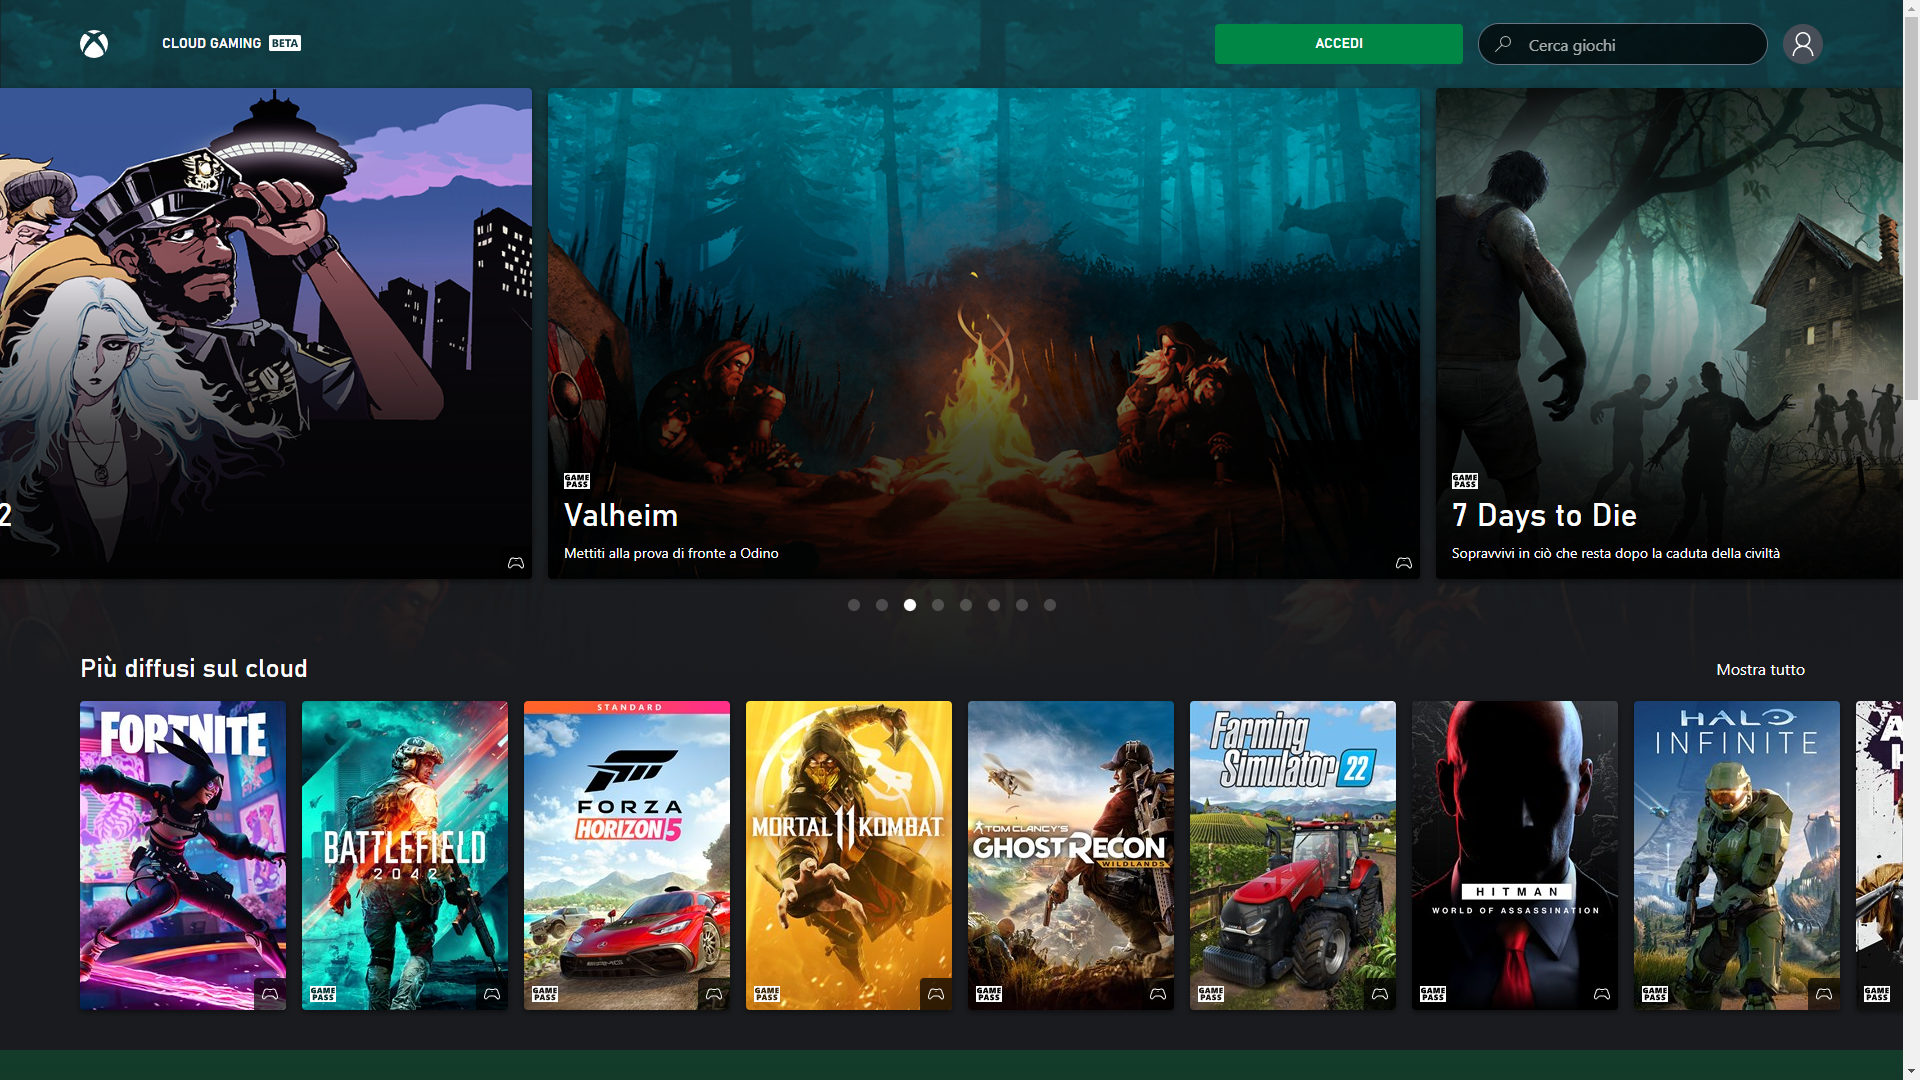 CLOUD GAMING BETA
ACCEDI
Cerca giochi
2
GAME PASS
Valheim
Mettiti alla prova di fronte a Odino
GAME PASS
7 Days to Die
Sopravvivi in ciò che resta dopo la caduta della civiltà
Più diffusi sul cloud
Mostra tutto
FORTNITE
BATTLEFIELD
2042
GAME PASS
STANDARD
FORZA
HORIZON 5
GAME PASS
MORTAL 11 KOMBAT
GAME PASS
TOM CLANCY'S
GHOST RECON
WILDLANDS
GAME PASS
Farming
Simulator 22
GAME PASS
HITMAN
WORLD OF ASSASSINATION
GAME PASS
HALO
INFINITE
GAME PASS
GAME PASS